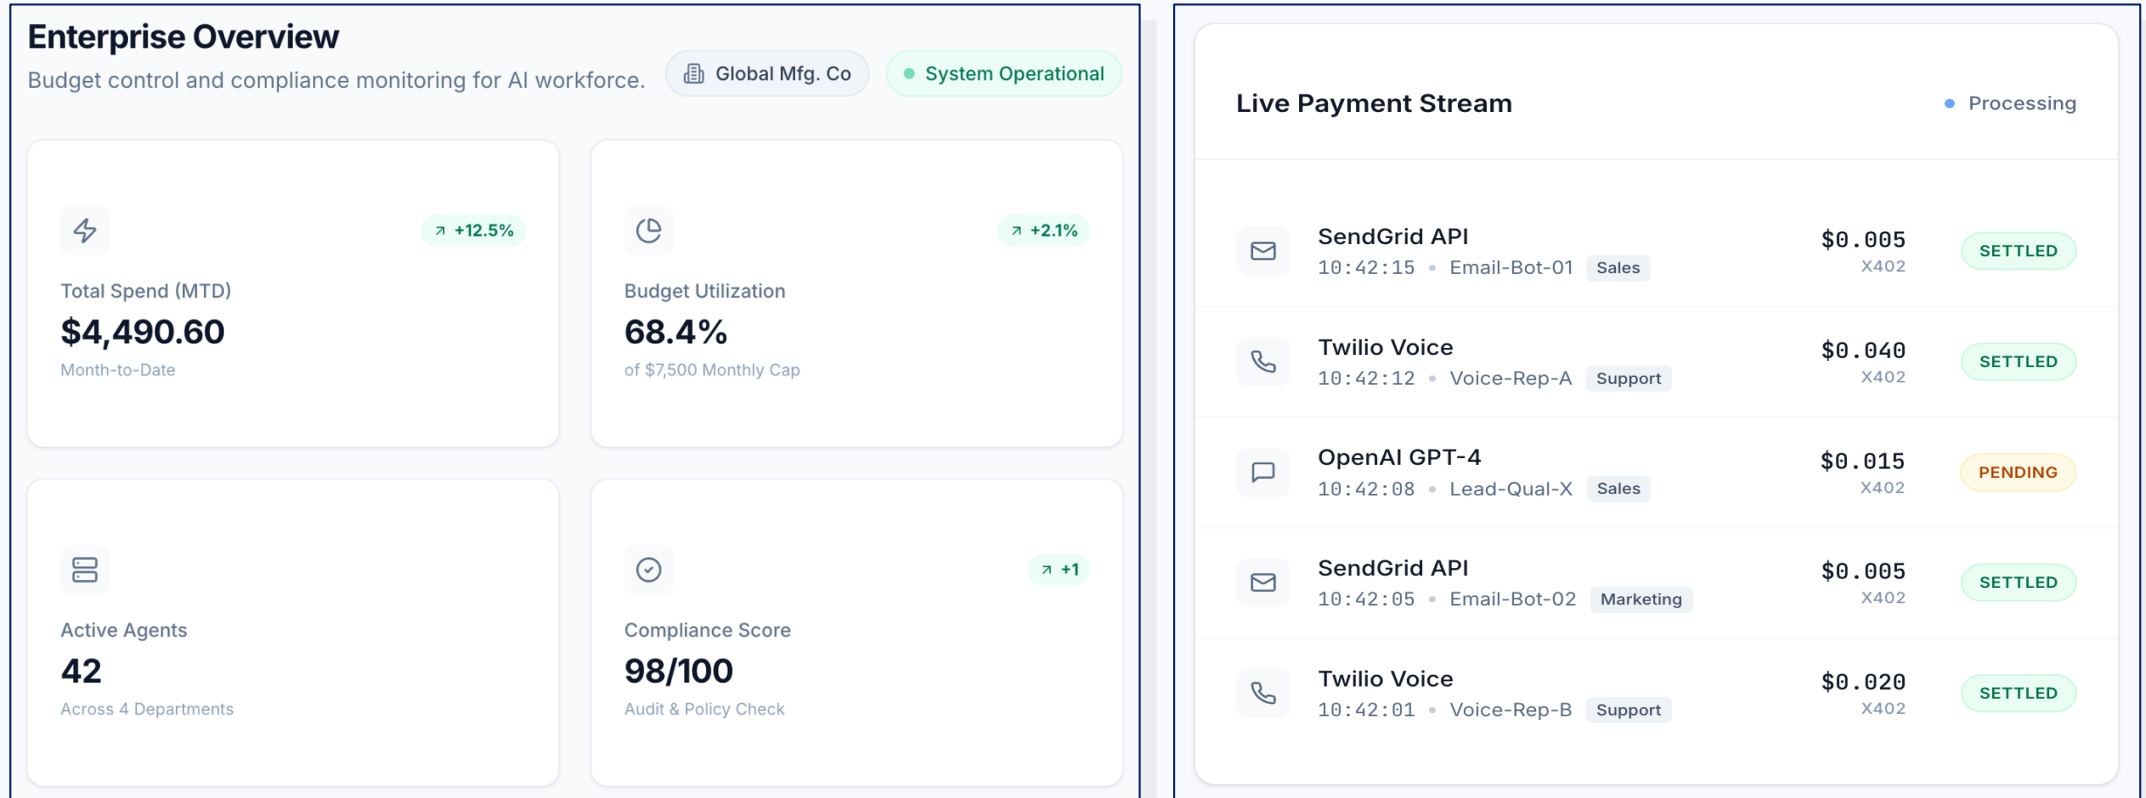 Enterprise Overview
Budget control and compliance monitoring for AI workforce.
Global Mfg. Co
System Operational
+12.5%
Total Spend (MTD)
$4,490.60
Month-to-Date
+2.1%
Budget Utilization
68.4%
of $7,500 Monthly Cap
Active Agents
42
Across 4 Departments
+1
Compliance Score
98/100
Audit & Policy Check
Live Payment Stream
Processing
SendGrid API
10:42:15 • Email-Bot-01 Sales
$0.005
X402
SETTLED
Twilio Voice
10:42:12 • Voice-Rep-A Support
$0.040
X402
SETTLED
OpenAI GPT-4
10:42:08 • Lead-Qual-X Sales
$0.015
X402
PENDING
SendGrid API
10:42:05 • Email-Bot-02 Marketing
$0.005
X402
SETTLED
Twilio Voice
10:42:01 • Voice-Rep-B Support
$0.020
X402
SETTLED